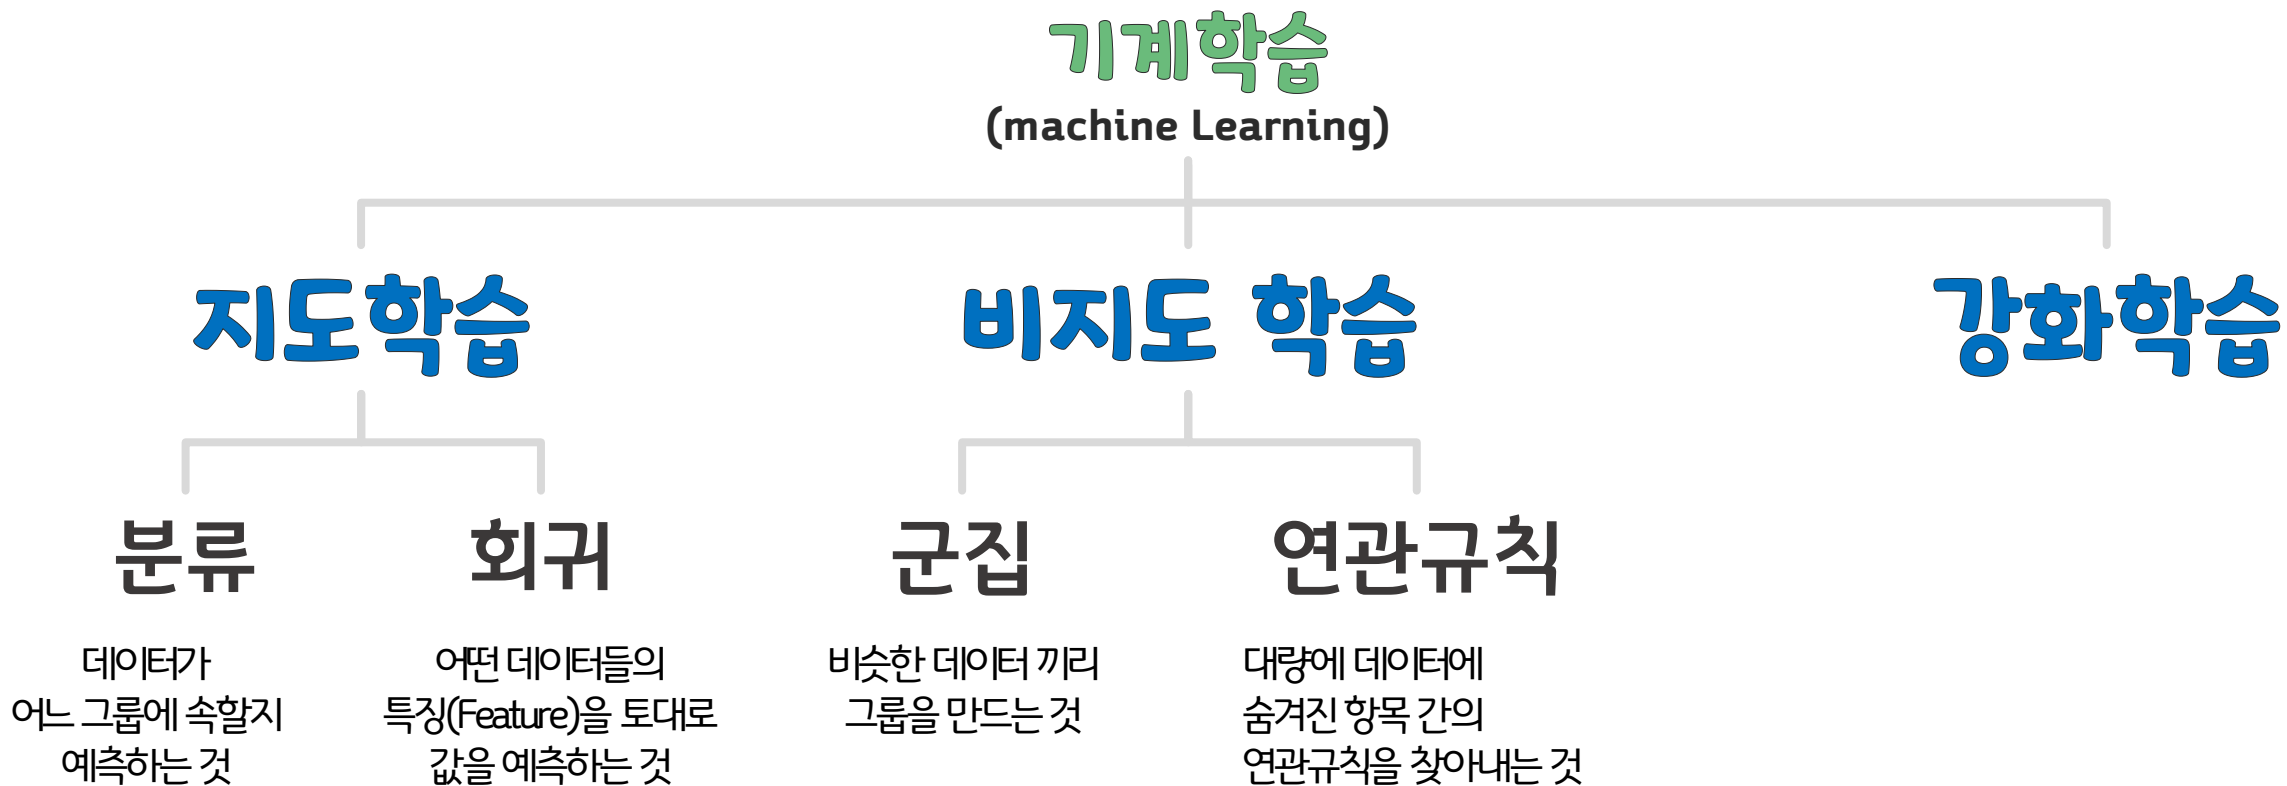 기계학습
(machine Learning)
지도학습
비지도 학습
강화학습
분류
회귀
군집
연관규칙
데이터가
어느 그룹에 속할지
예측하는 것
어떤 데이터들의
특징(Feature)을 토대로
값을 예측하는 것
비슷한 데이터 끼리
그룹을 만드는 것
대량에 데이터에
숨겨진 항목 간의
연관규칙을 찾아내는 것